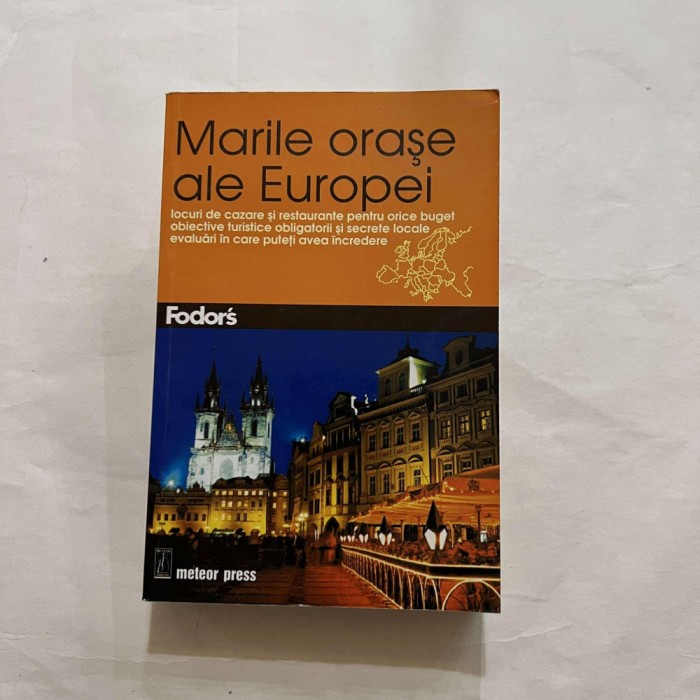 Marile orașe
ale Europei
locuri de cazare și restaurante pentru orice buget
obiective turistice obligatorii și secrete locale
evaluări în care puteți avea încredere
Fodor's
meteor press